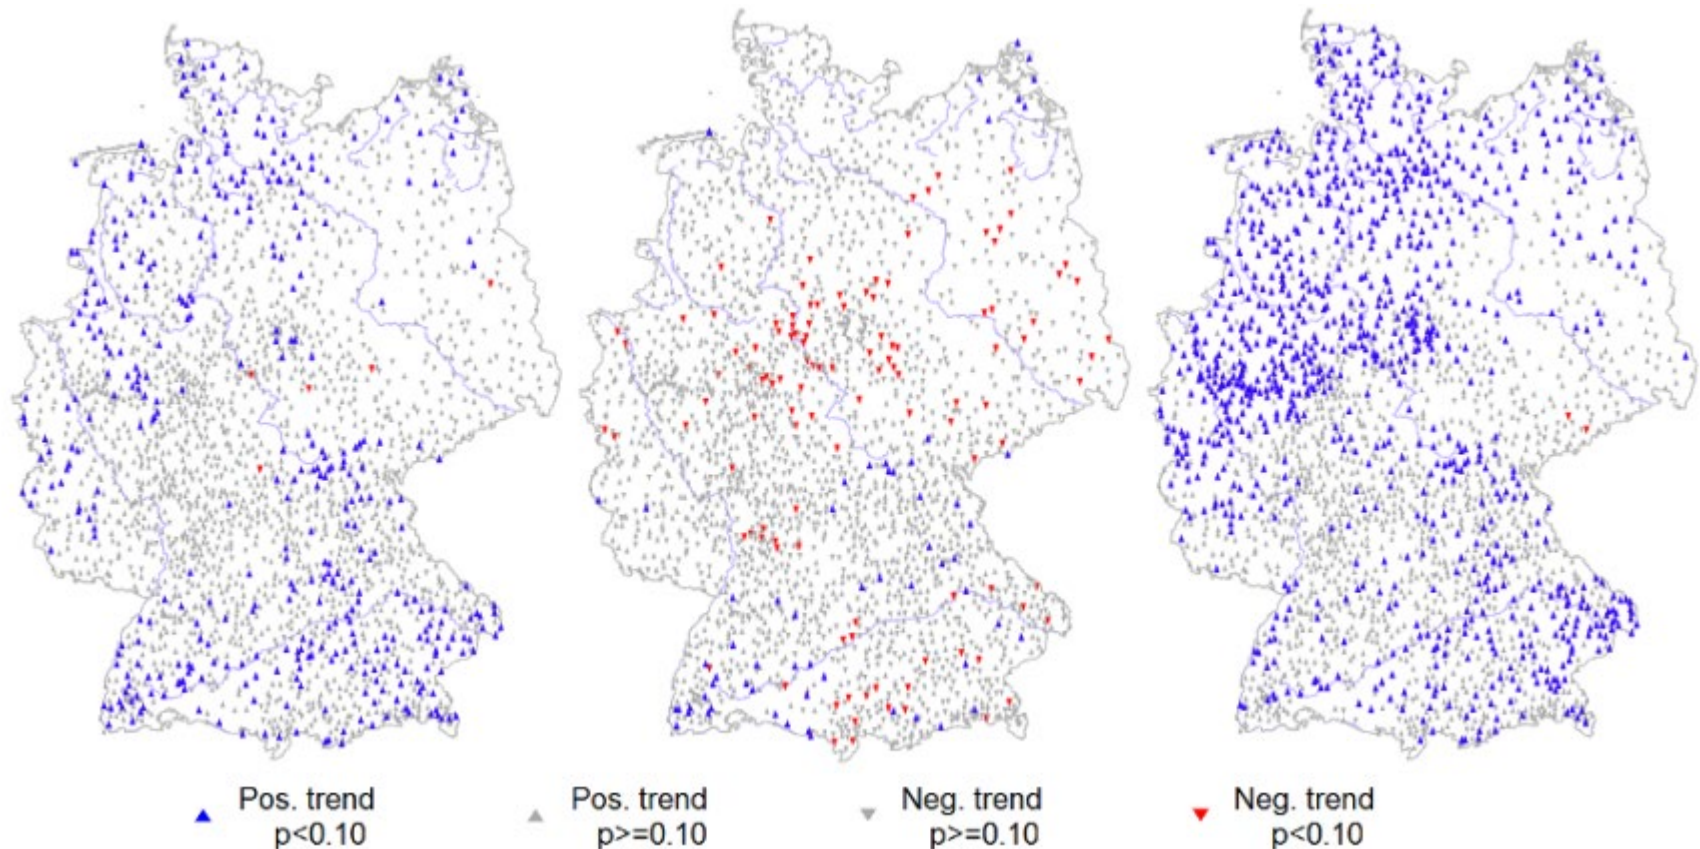 Pos. trend Pos. trend Neg. trend Neg. trend
p<0.10 p>=0.10 p>=0.10 p<0.10